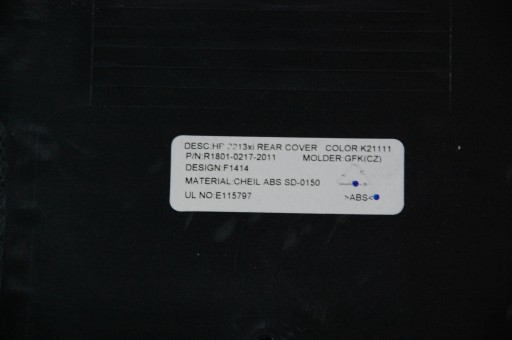 DESC:HP 2213xi REAR COVER COLOR:K21111
P/N:R1801-0217-2011 MOLDER:GFK(CZ)
DESIGN:F1414
MATERIAL:CHEIL ABS SD-0150
UL NO:E115797 >ABS<